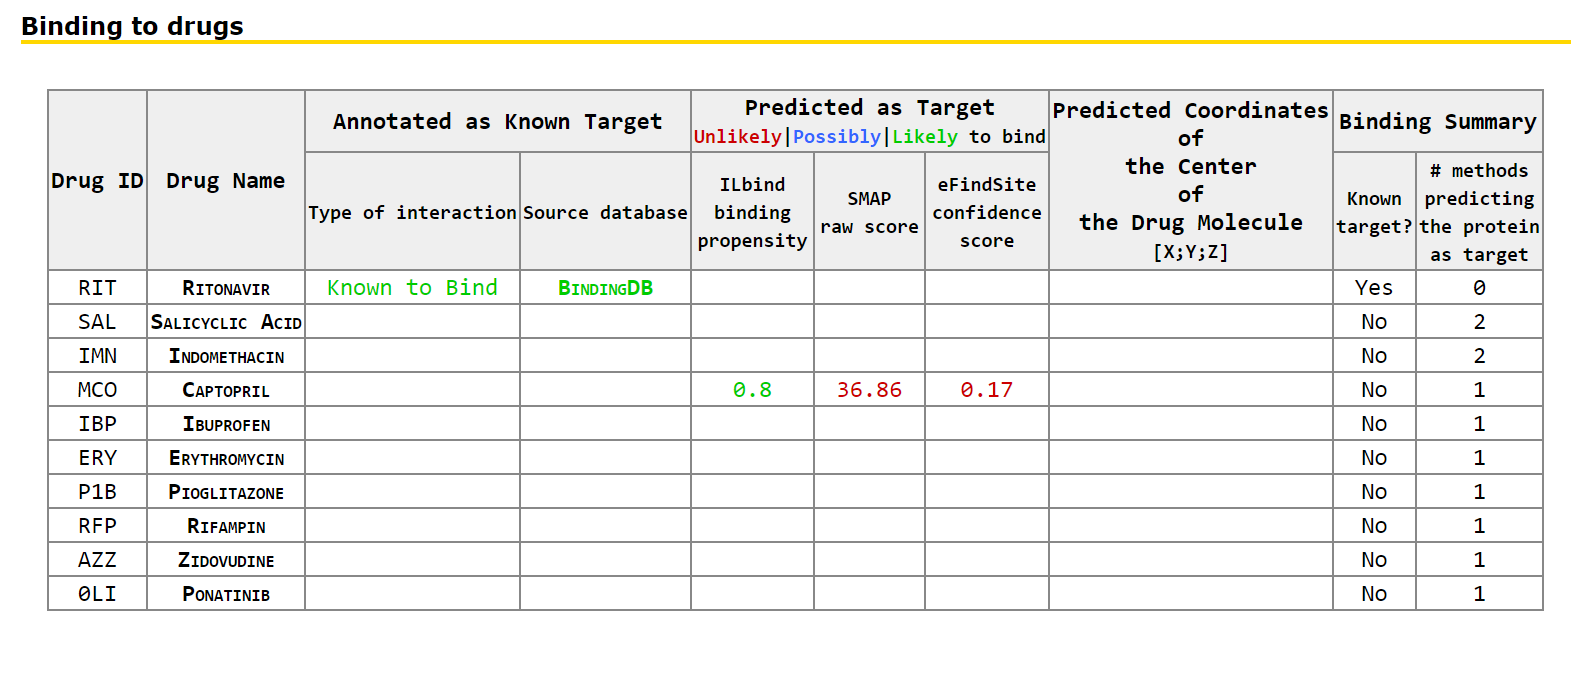 Binding to drugs
Drug ID
Drug Name
Annotated as Known Target
Type of interaction
Source database
Predicted as Target
Unlikely|Possibly|Likely to bind
ILbind
binding
propensity
SMAP
raw score
eFindSite
confidence
score
Predicted Coordinates
of
the Center
of
the Drug Molecule
[X;Y;Z]
Binding Summary
Known
target?
# methods
predicting
the protein
as target
RIT Ritonavir Known to Bind BindingDB Yes 0
SAL Salicyclic Acid No 2
IMN Indomethacin No 2
MCO Captopril 0.8 36.86 0.17 No 1
IBP Ibuprofen No 1
ERY Erythromycin No 1
P1B Pioglitazone No 1
RFP Rifampin No 1
AZZ Zidovudine No 1
0LI Ponatinib No 1